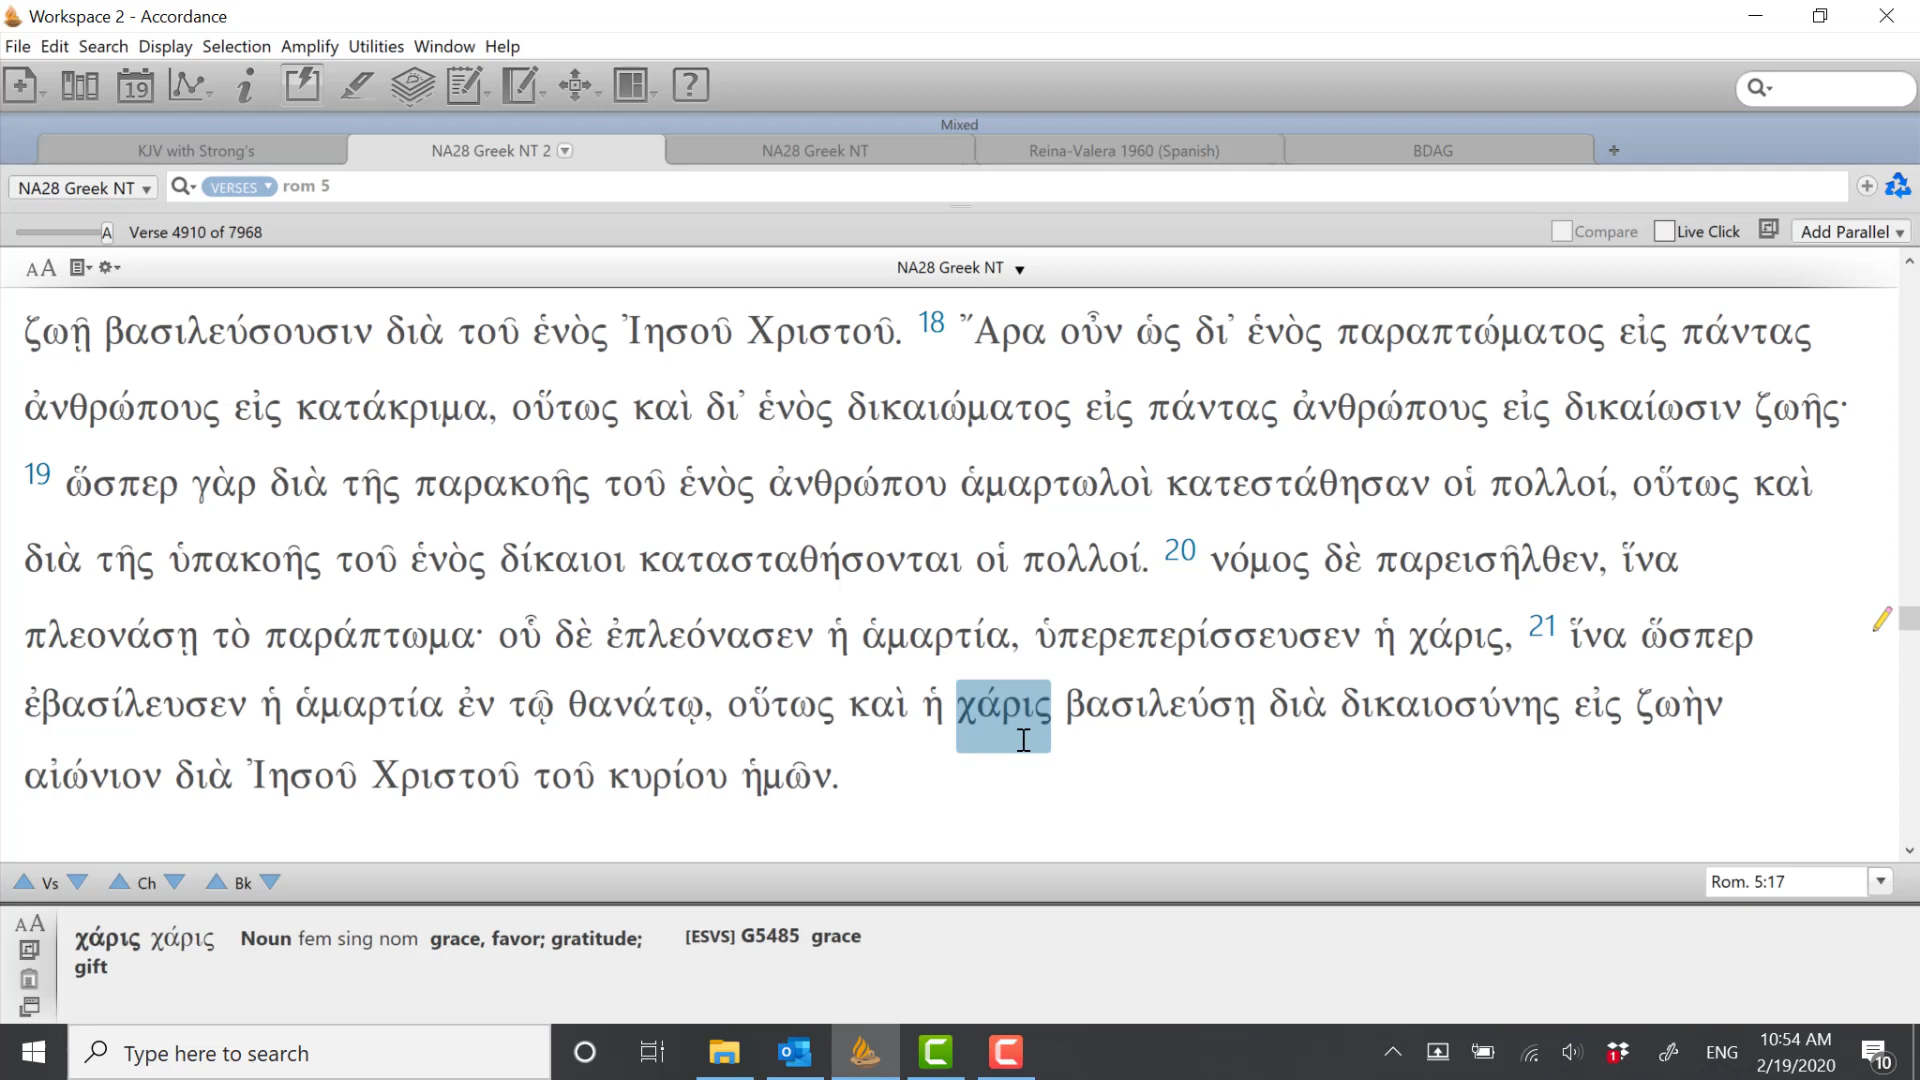 Workspace 2 - Accordance
File Edit Search Display Selection Amplify Utilities Window Help
19
Mixed
KJV with Strong's NA28 Greek NT 2 NA28 Greek NT Reina-Valera 1960 (Spanish) BDAG
NA28 Greek NT VERSES rom 5
A Verse 4910 of 7968 Compare Live Click Add Parallel
AA NA28 Greek NT
ζωῇ βασιλεύσουσιν διὰ τοῦ ἑνὸς Ἰησοῦ Χριστοῦ. 18 Ἄρα οὖν ὡς δι’ ἑνὸς παραπτώματος εἰς πάντας
ἀνθρώπους εἰς κατάκριμα, οὕτως καὶ δι’ ἑνὸς δικαιώματος εἰς πάντας ἀνθρώπους εἰς δικαίωσιν ζωῆς·
19 ὥσπερ γὰρ διὰ τῆς παρακοῆς τοῦ ἑνὸς ἀνθρώπου ἁμαρτωλοὶ κατεστάθησαν οἱ πολλοί, οὕτως καὶ
διὰ τῆς ὑπακοῆς τοῦ ἑνὸς δίκαιοι κατασταθήσονται οἱ πολλοί. 20 νόμος δὲ παρεισῆλθεν, ἵνα
πλεονάσῃ τὸ παράπτωμα· οὗ δὲ ἐπλεόνασεν ἡ ἁμαρτία, ὑπερεπερίσσευσεν ἡ χάρις, 21 ἵνα ὥσπερ
ἐβασίλευσεν ἡ ἁμαρτία ἐν τῷ θανάτῳ, οὕτως καὶ ἡ χάρις βασιλεύσῃ διὰ δικαιοσύνης εἰς ζωὴν
αἰώνιον διὰ Ἰησοῦ Χριστοῦ τοῦ κυρίου ἡμῶν.
Vs Ch Bk Rom. 5:17
AA χάρις χάρις Noun fem sing nom grace, favor; gratitude; [ESVS] G5485 grace
gift
Type here to search 1 ENG 10:54 AM
2/19/2020 10